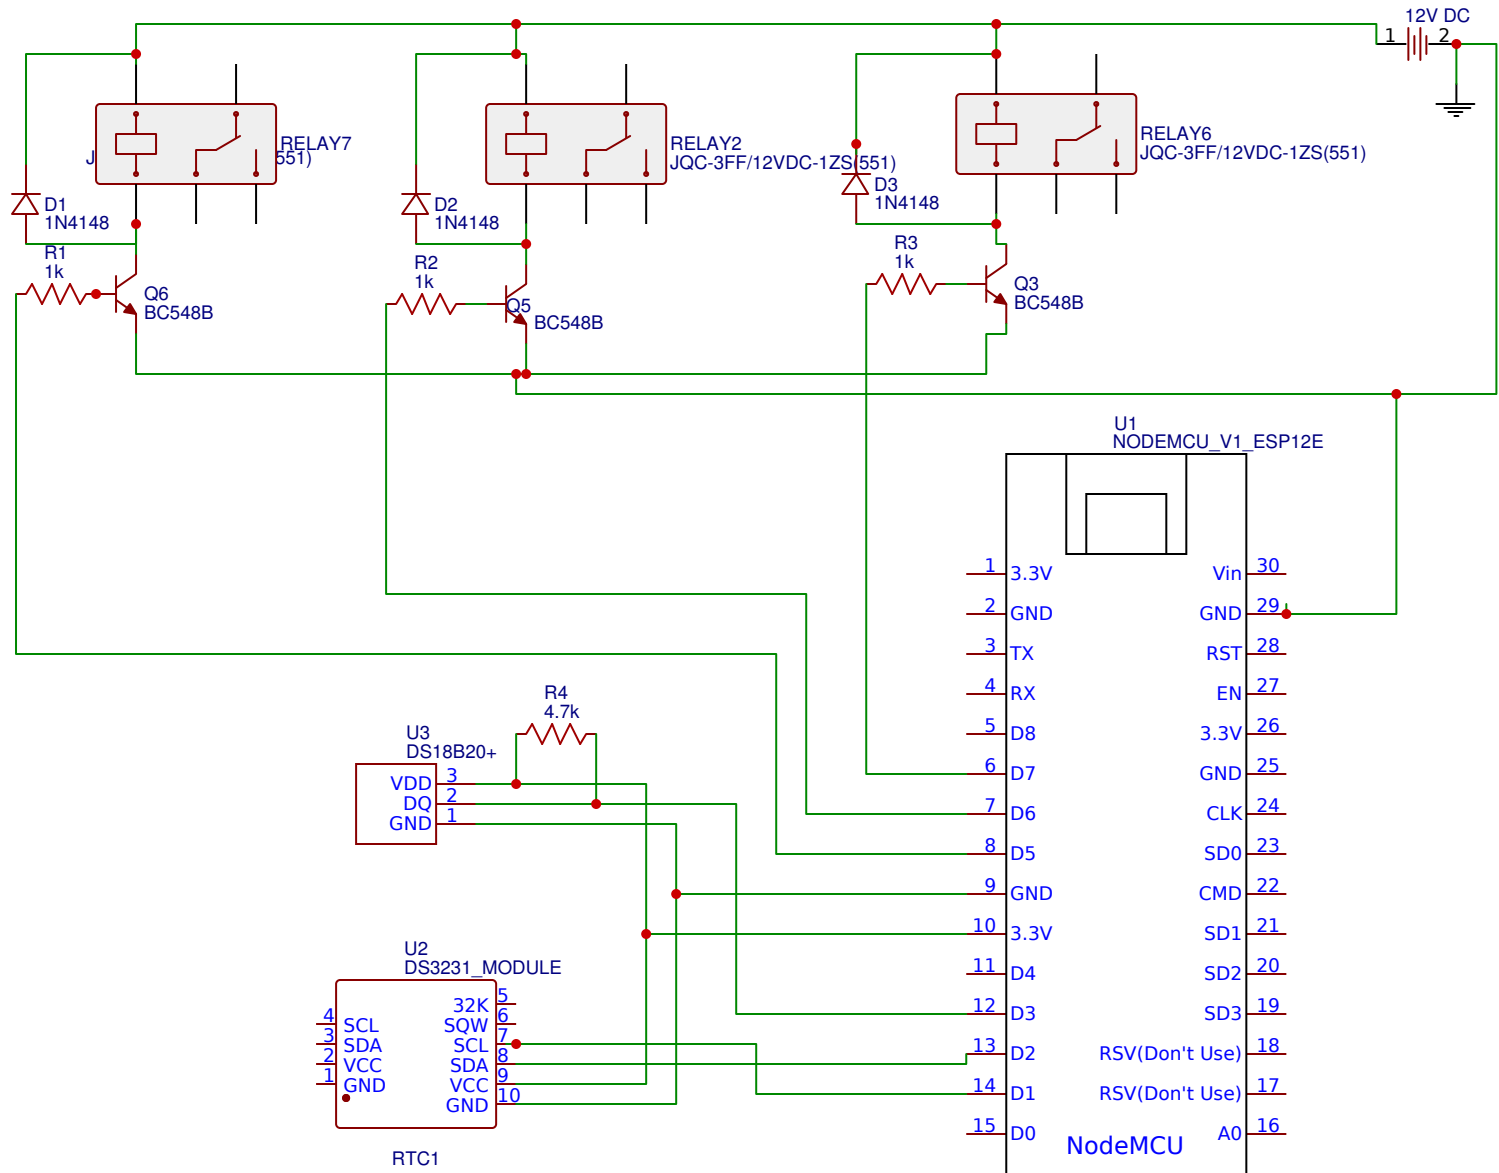 12V DC
1 2
RELAY7
J 551)
RELAY2
JQC-3FF/12VDC-1ZS(551)
RELAY6
JQC-3FF/12VDC-1ZS(551)
D1
1N4148
D2
1N4148
D3
1N4148
R1
1k
R2
1k
R3
1k
Q6
BC548B
Q5
BC548B
Q3
BC548B
U1
NODEMCU_V1_ESP12E
1 3.3V Vin 30
2 GND GND 29
3 TX RST 28
4 RX EN 27
5 D8 3.3V 26
6 D7 GND 25
7 D6 CLK 24
8 D5 SD0 23
9 GND CMD 22
10 3.3V SD1 21
11 D4 SD2 20
12 D3 SD3 19
13 D2 RSV(Don't Use) 18
14 D1 RSV(Don't Use) 17
15 D0 A0 16
NodeMCU
R4
4.7k
U3
DS18B20+
VDD 3
DQ 2
GND 1
U2
DS3231_MODULE
32K 5
4 SCL SQW 6
3 SDA SCL 7
2 VCC SDA 8
1 GND VCC 9
GND 10
RTC1